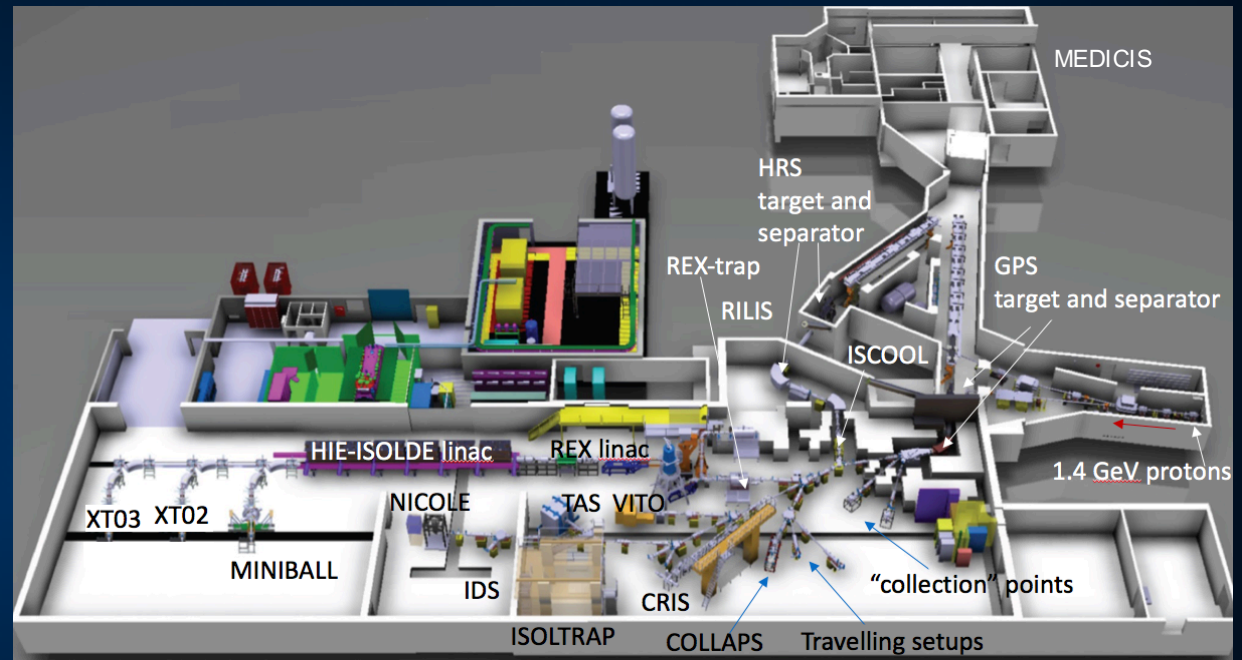 MEDICIS
HRS
target and
separator
REX-trap
GPS
target and separator
RILIS
ISCOOL
HIE-ISOLDE linac
REX linac
1.4 GeV protons
NICOLE
TAS VITO
XT03
XT02
MINIBALL
"collection" points
IDS
CRIS
ISOLTRAP
COLLAPS
Travelling setups